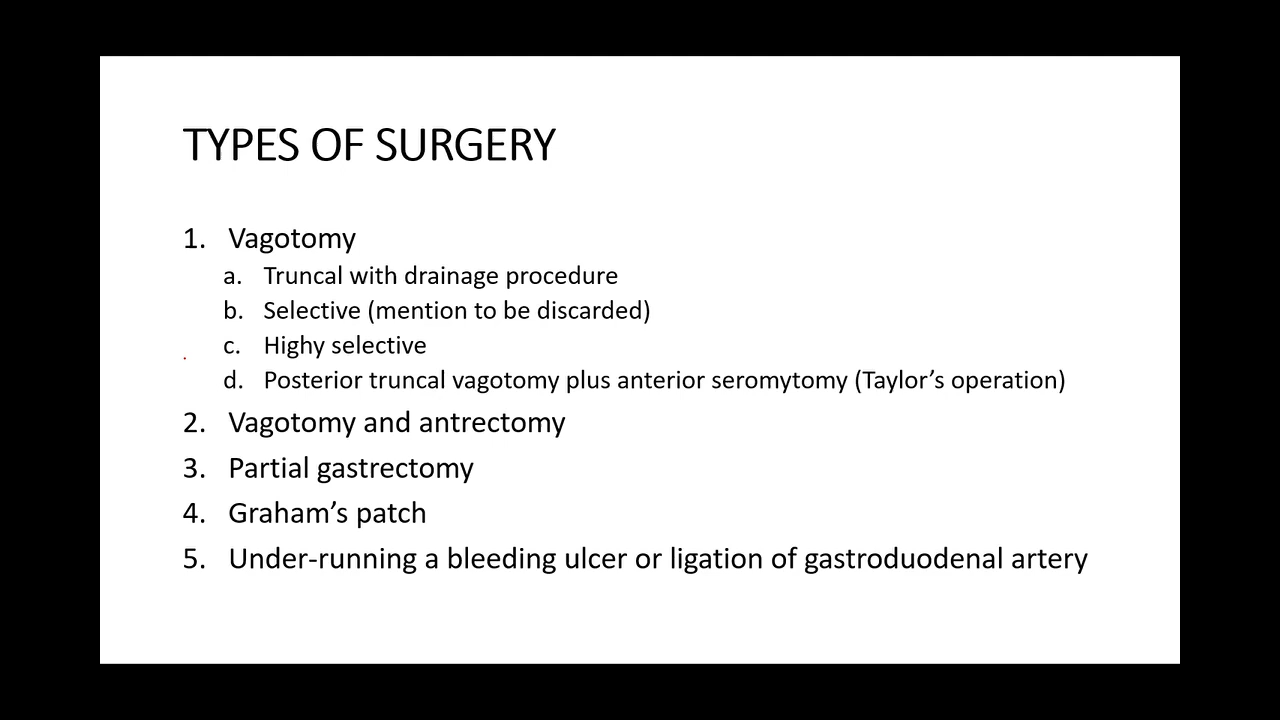 TYPES OF SURGERY
1. Vagotomy
a. Truncal with drainage procedure
b. Selective (mention to be discarded)
c. Highy selective
d. Posterior truncal vagotomy plus anterior seromytomy (Taylor’s operation)
2. Vagotomy and antrectomy
3. Partial gastrectomy
4. Graham’s patch
5. Under-running a bleeding ulcer or ligation of gastroduodenal artery